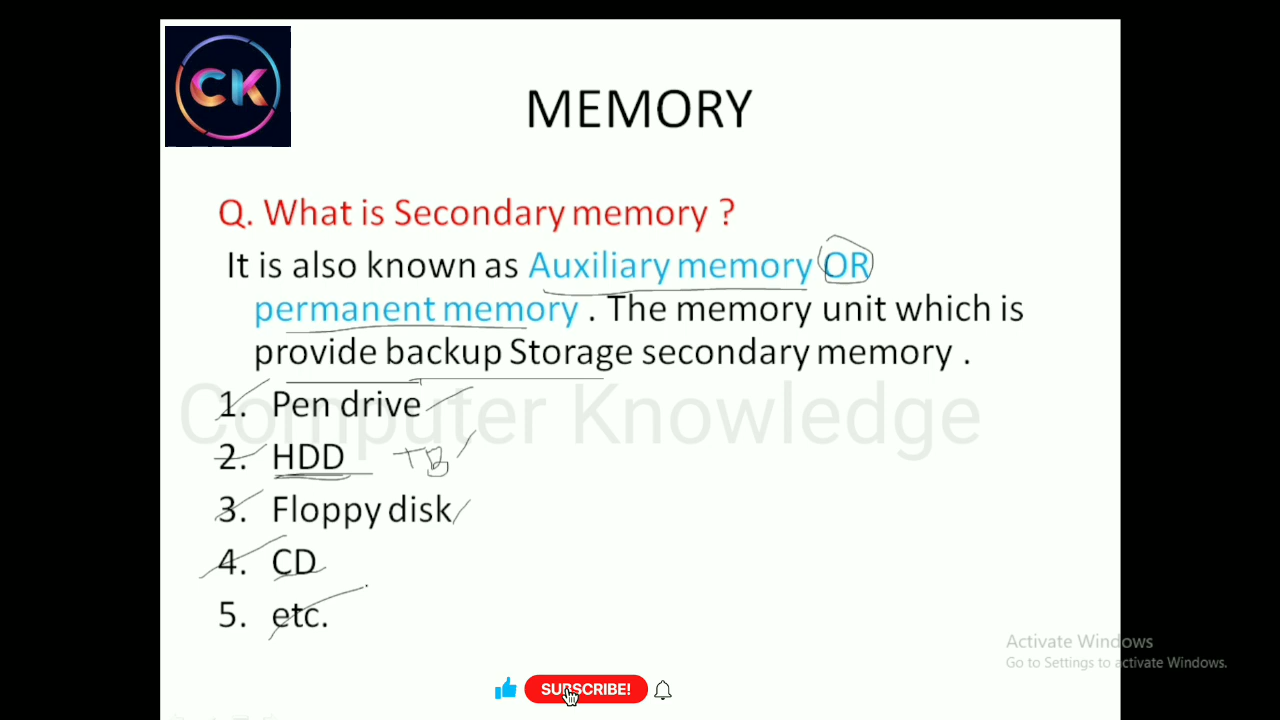 CK
MEMORY
Q. What is Secondary memory ?
It is also known as Auxiliary memory OR
permanent memory . The memory unit which is
provide backup Storage secondary memory .
Computer Knowledge
1. Pen drive
2. HDD TB
3. Floppy disk
4. CD
5. etc.
Activate Windows
Go to Settings to activate Windows.
SUBSCRIBE!